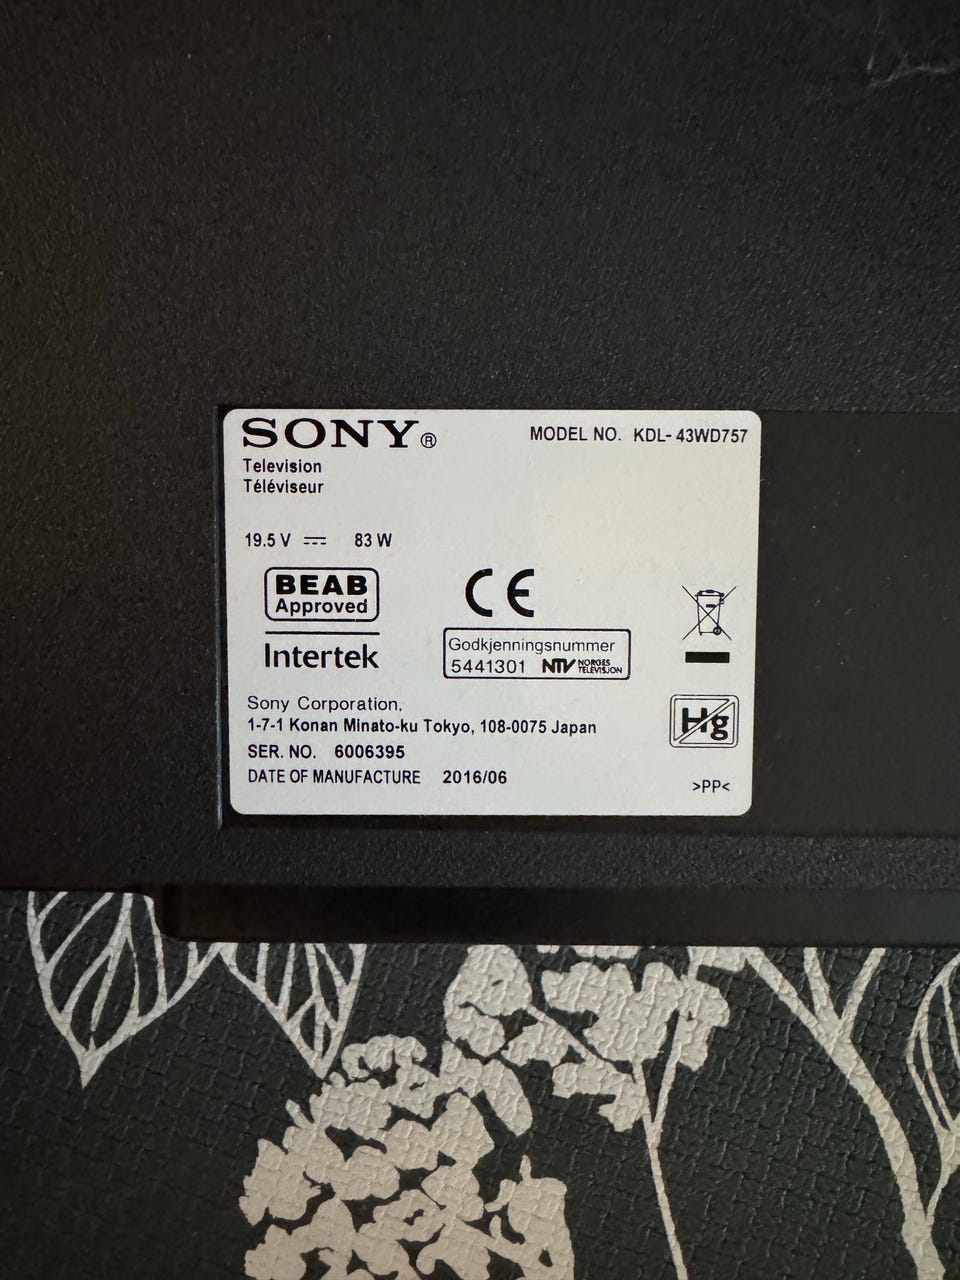 SONY® MODEL NO. KDL-43WD757
Television
Téléviseur
19.5 V 83 W
BEAB
Approved
CE
Intertek
Godkjenningsnummer
5441301 NTV NORGES
TELEVISJON
Sony Corporation,
1-7-1 Konan Minato-ku Tokyo, 108-0075 Japan
Hg
SER. NO. 6006395
DATE OF MANUFACTURE 2016/06
>PP<